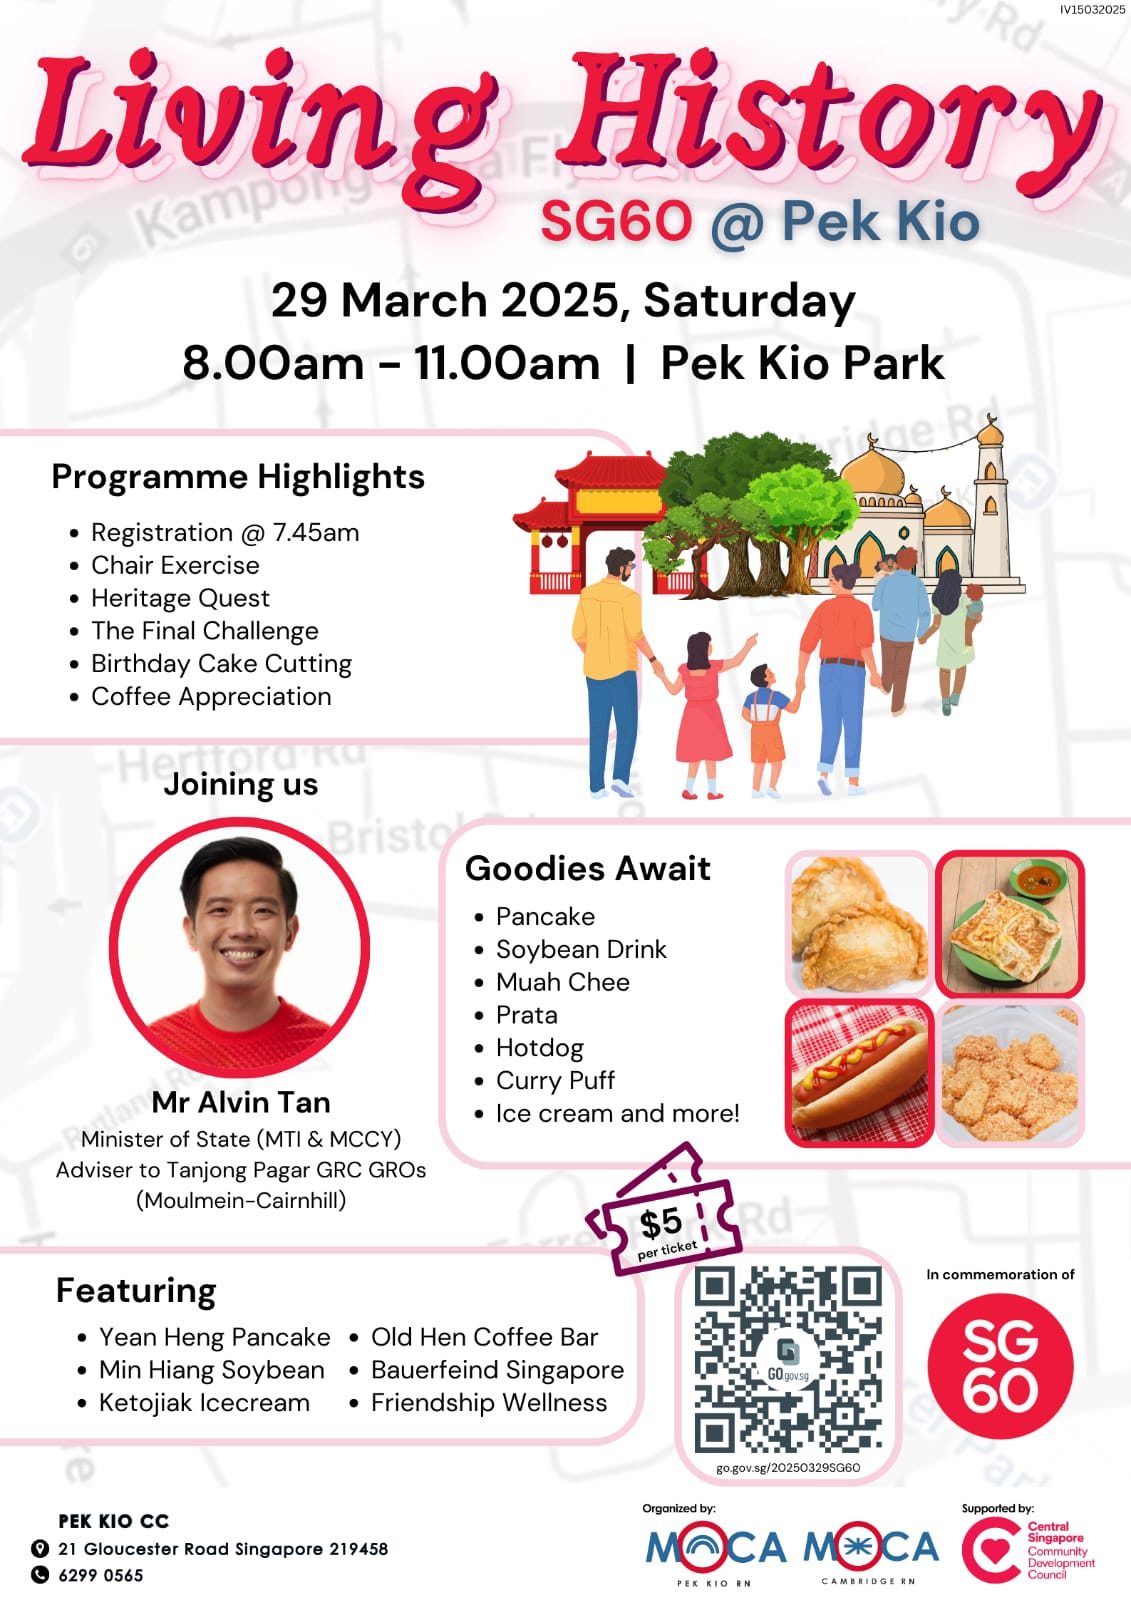 IV15032025
Living History
SG60 @ Pek Kio
29 March 2025, Saturday
8.00am - 11.00am | Pek Kio Park
Programme Highlights
• Registration @ 7.45am
• Chair Exercise
• Heritage Quest
• The Final Challenge
• Birthday Cake Cutting
• Coffee Appreciation
Joining us
Mr Alvin Tan
Minister of State (MTI & MCCY)
Adviser to Tanjong Pagar GRC GROs
(Moulmein-Cairnhill)
Goodies Await
• Pancake
• Soybean Drink
• Muah Chee
• Prata
• Hotdog
• Curry Puff
• Ice cream and more!
$5
per ticket
Featuring
• Yean Heng Pancake
• Min Hiang Soybean
• Ketojiak Icecream
• Old Hen Coffee Bar
• Bauerfeind Singapore
• Friendship Wellness
GO.gov.sg
go.gov.sg/20250329SG60
In commemoration of
SG
60
PEK KIO CC
21 Gloucester Road Singapore 219458
6299 0565
Organized by:
MOCA
PEK KIO RN
MOCA
CAMBRIDGE RN
Supported by:
Central
Singapore
Community
Development
Council
Kampong
Hertford Rd
Bristol
Rd